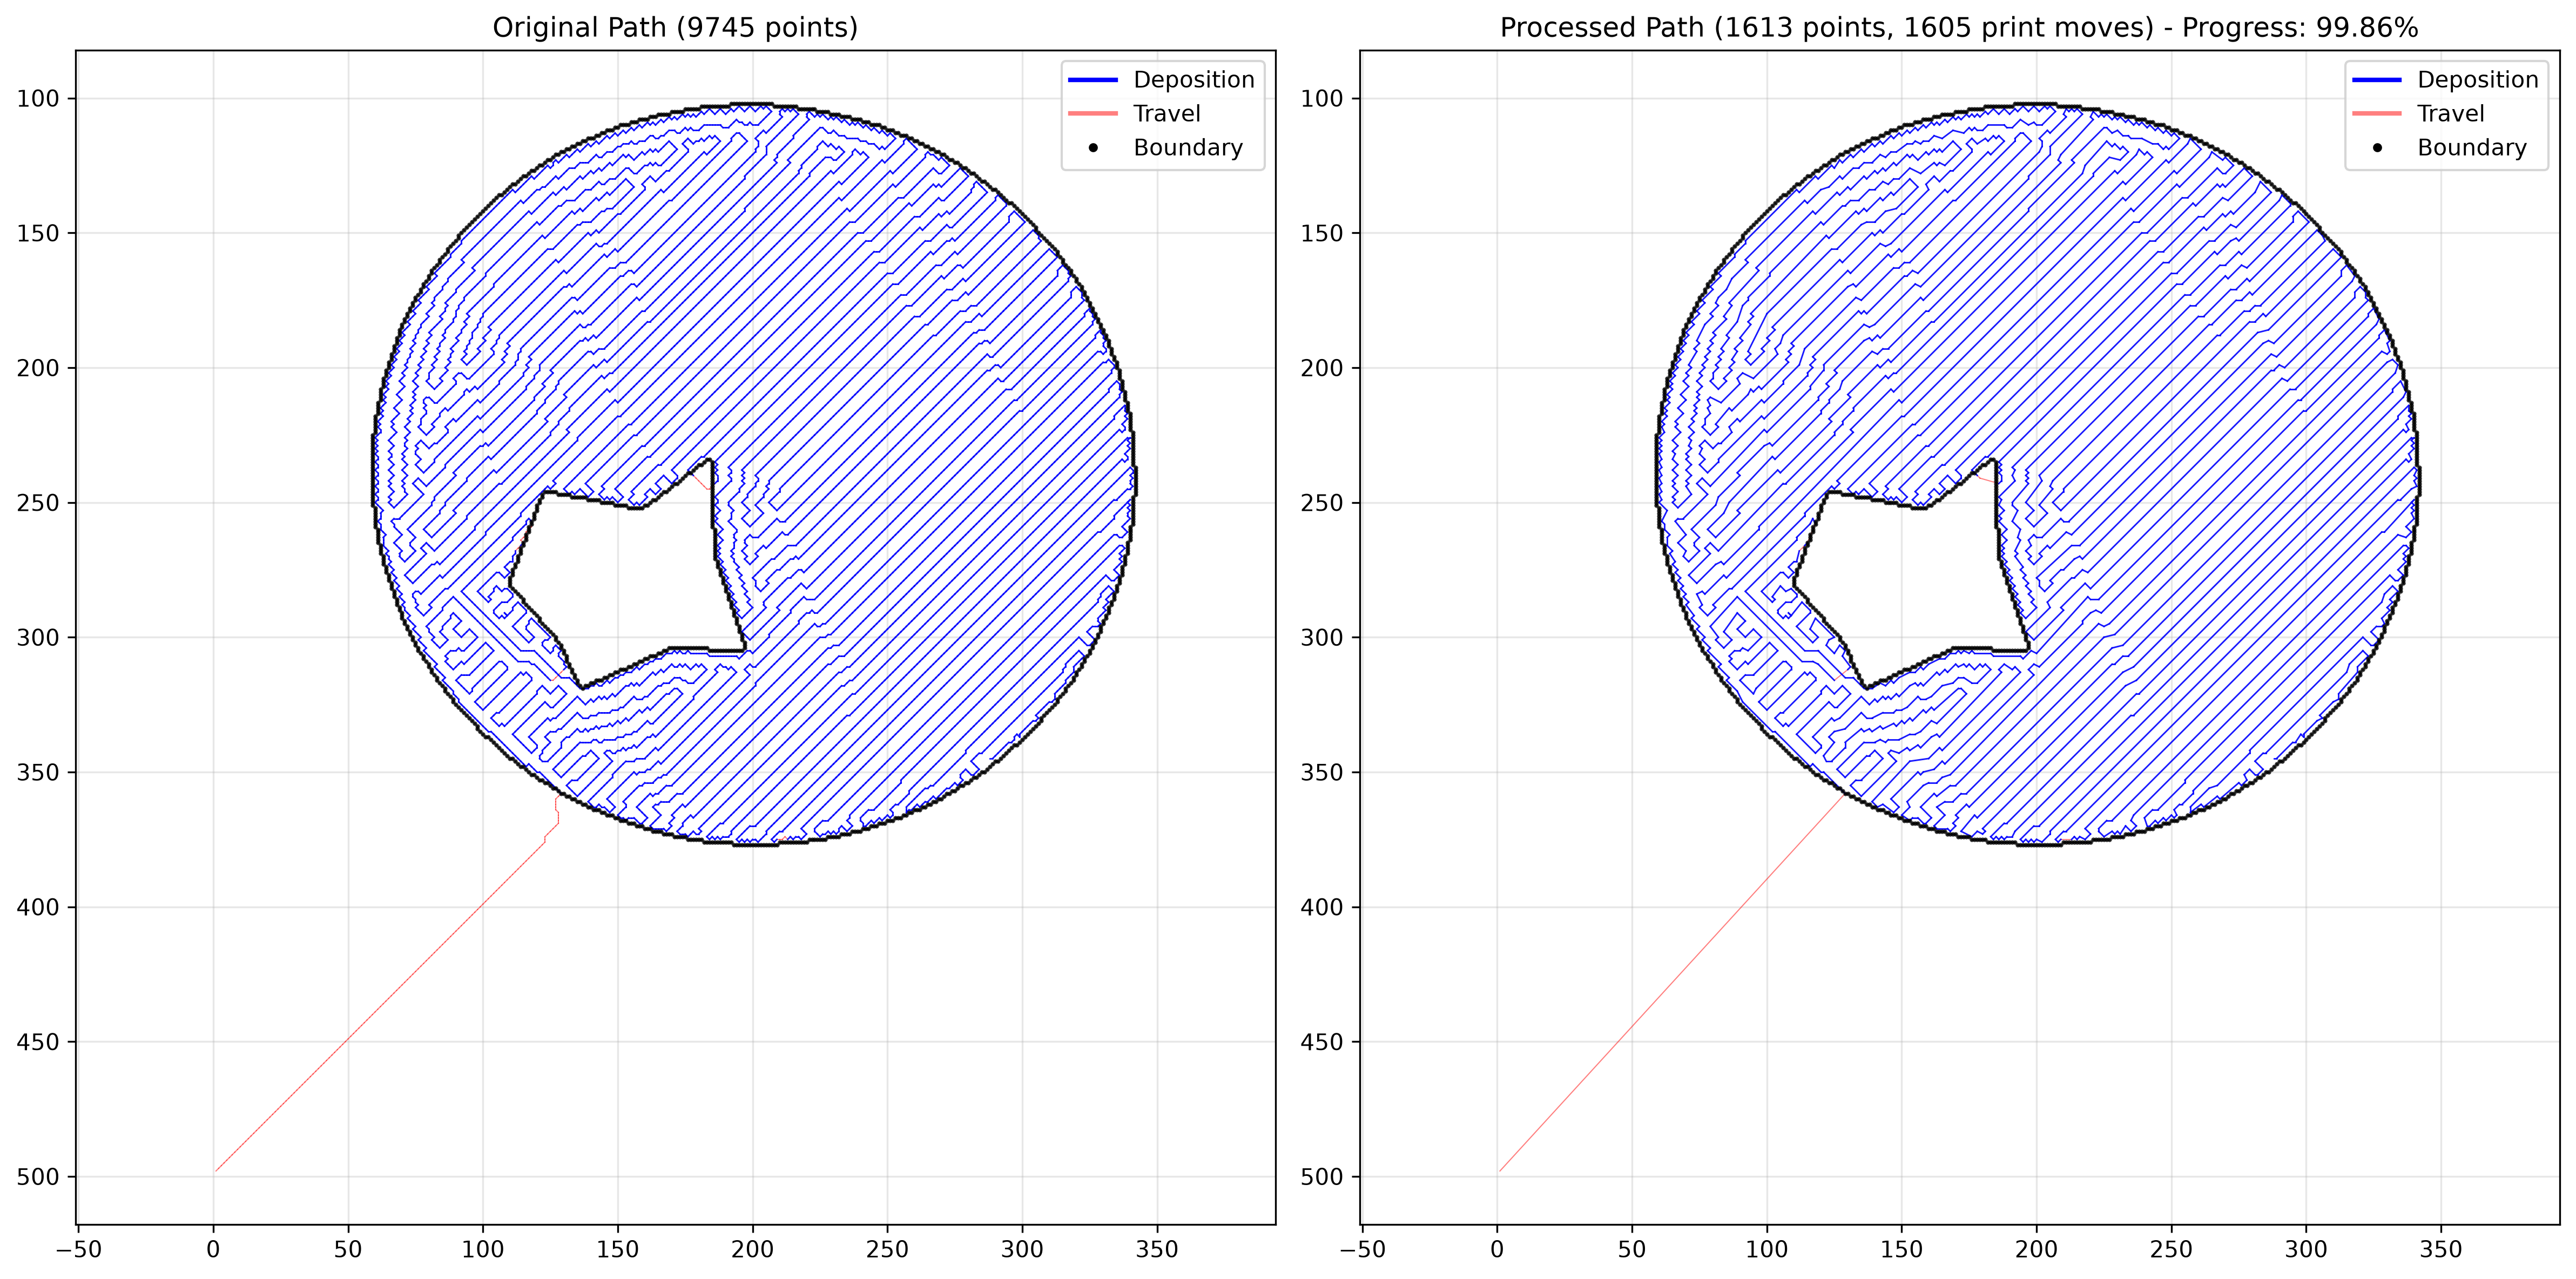 Original Path (9745 points)
Deposition
Travel
Boundary
100
150
200
250
300
350
400
450
500
−50 0 50 100 150 200 250 300 350
Processed Path (1613 points, 1605 print moves) - Progress: 99.86%
Deposition
Travel
Boundary
100
150
200
250
300
350
400
450
500
−50 0 50 100 150 200 250 300 350